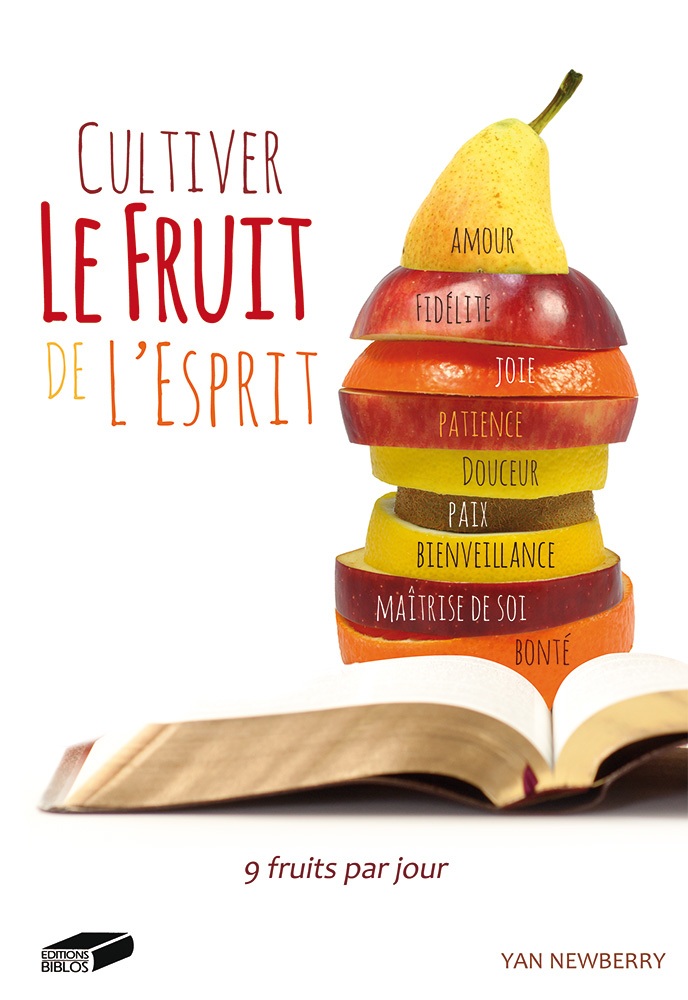 CULTIVER
LE FRUIT
DE L'ESPRIT
AMOUR
FIDÉLITÉ
JOIE
PATIENCE
DOUCEUR
PAIX
BIENVEILLANCE
MAÎTRISE DE SOI
BONTÉ
9 fruits par jour
EDITIONS
BIBLOS
YAN NEWBERRY